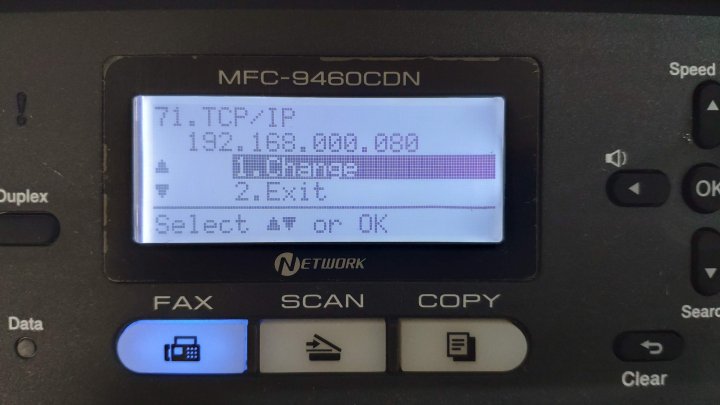 MFC-9460CDN
71.TCP/IP
192.168.000.080
▲ 1.Change
▼ 2.Exit
Select ▲▼ or OK
NETWORK
FAX SCAN COPY
Duplex
Data
Speed
OK
Search
Clear